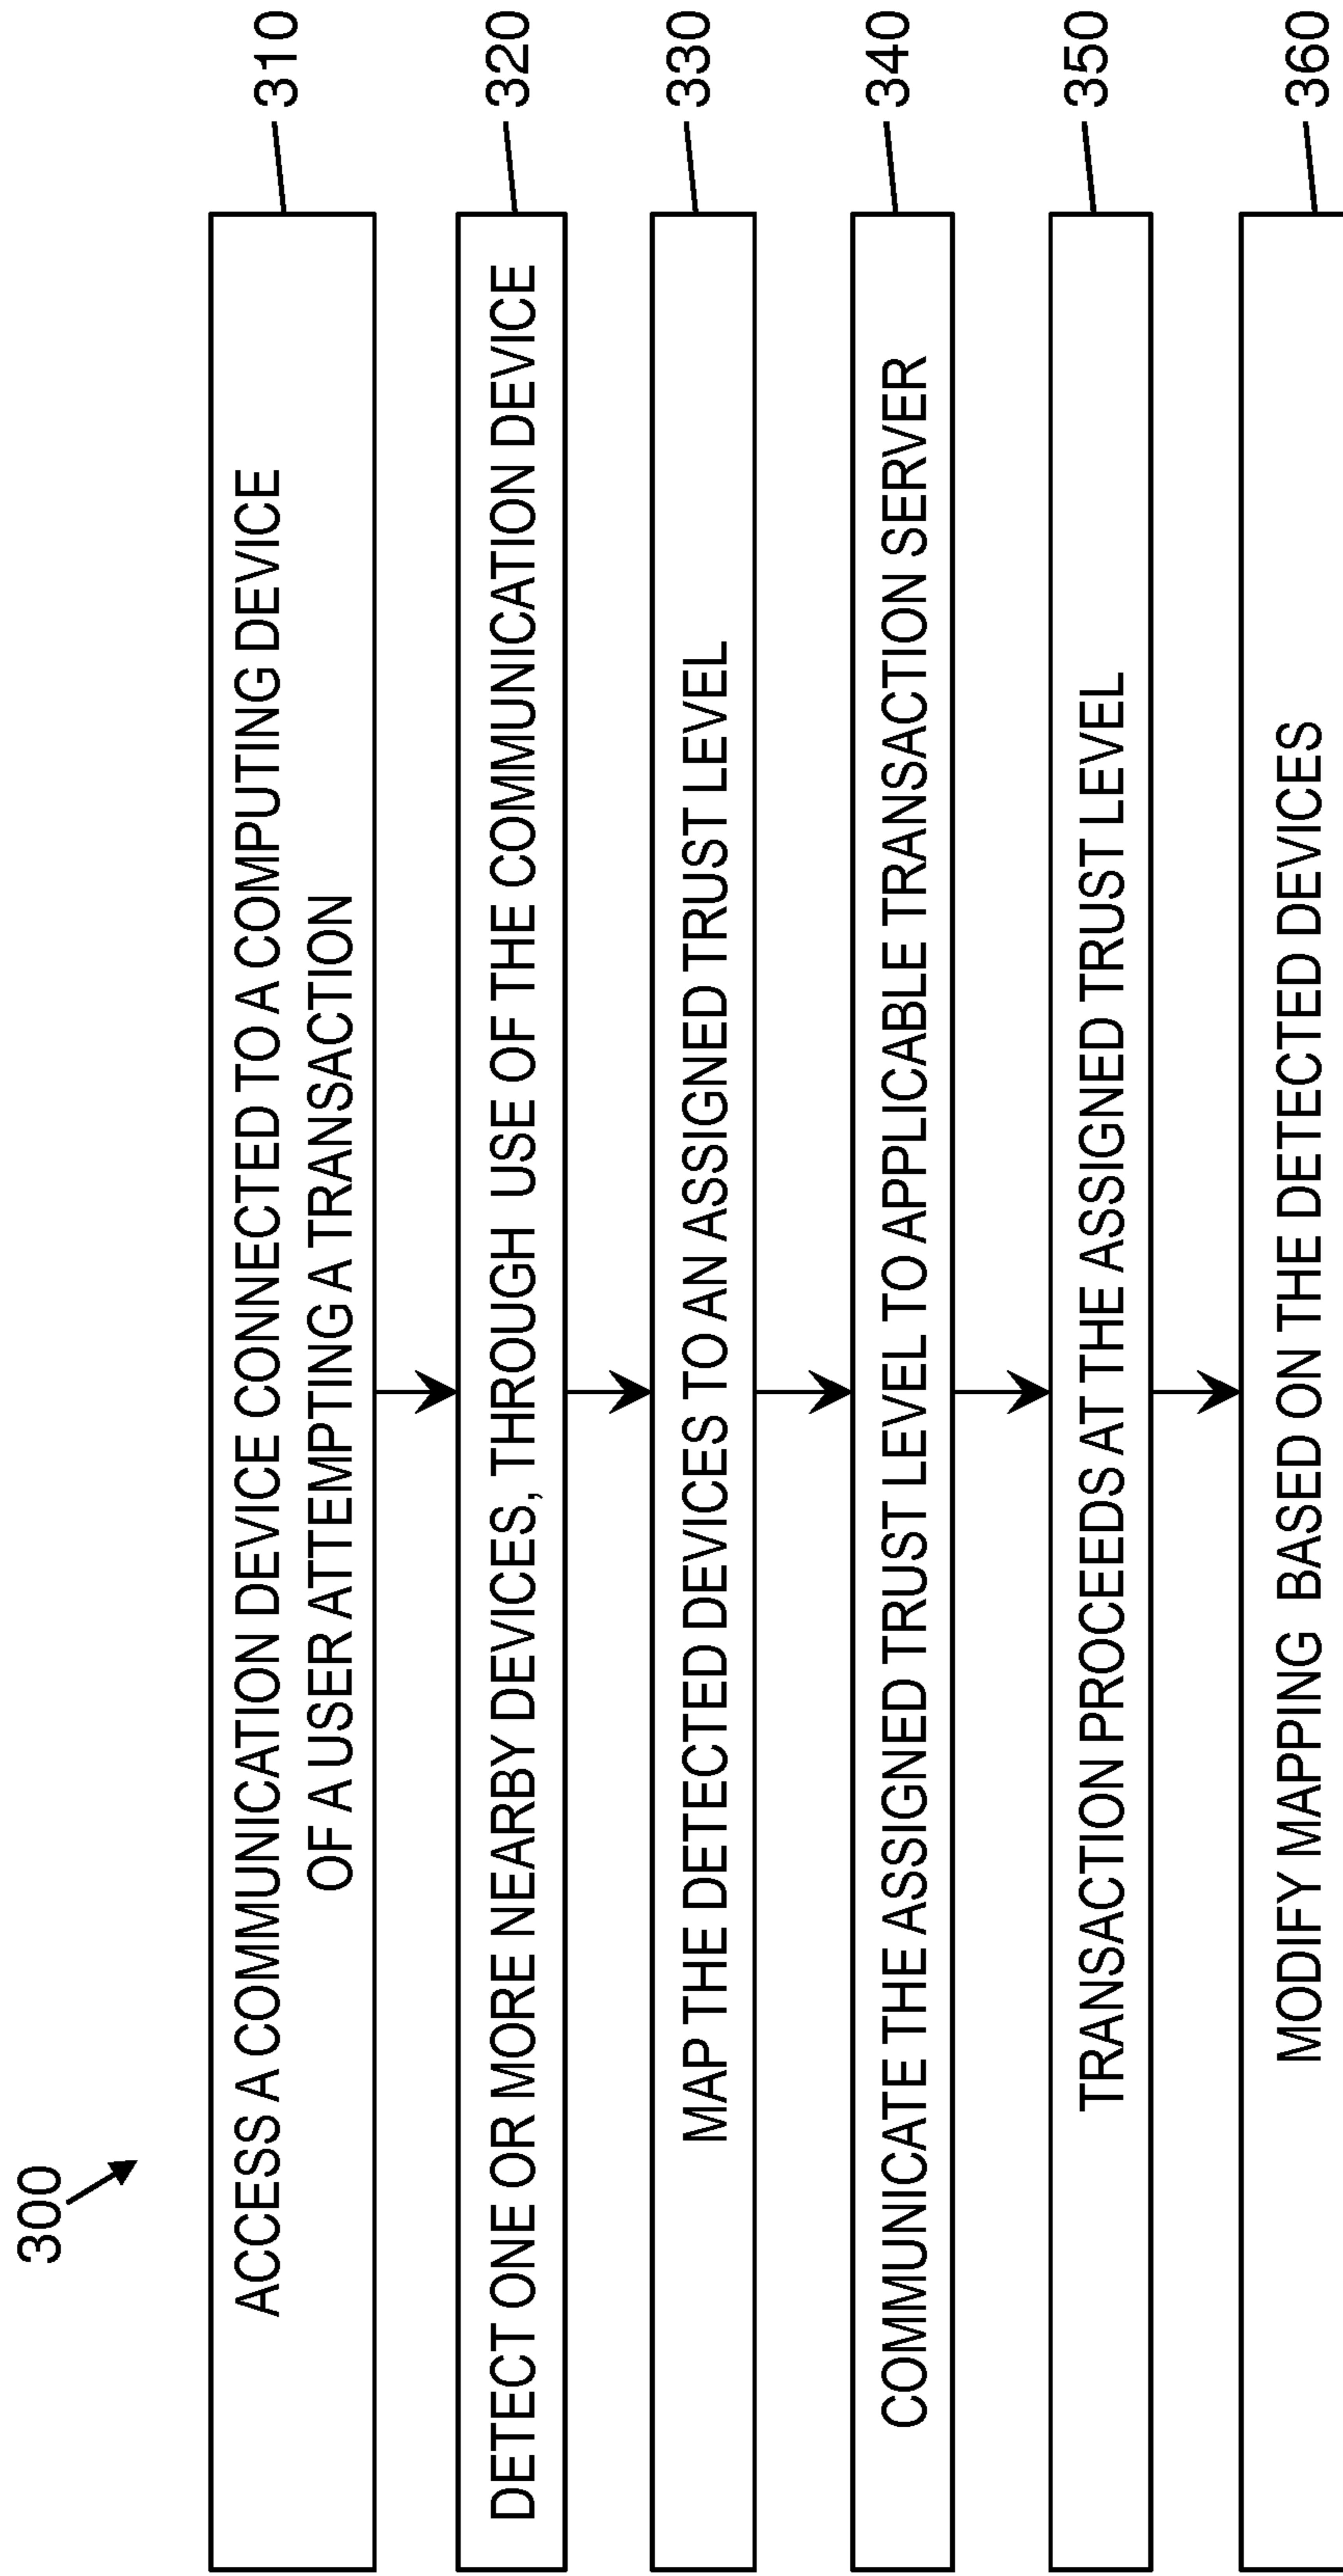 300
ACCESS A COMMUNICATION DEVICE CONNECTED TO A COMPUTING DEVICE
OF A USER ATTEMPTING A TRANSACTION
310
DETECT ONE OR MORE NEARBY DEVICES, THROUGH USE OF THE COMMUNICATION DEVICE
320
MAP THE DETECTED DEVICES TO AN ASSIGNED TRUST LEVEL
330
COMMUNICATE THE ASSIGNED TRUST LEVEL TO APPLICABLE TRANSACTION SERVER
340
TRANSACTION PROCEEDS AT THE ASSIGNED TRUST LEVEL
350
MODIFY MAPPING BASED ON THE DETECTED DEVICES
360